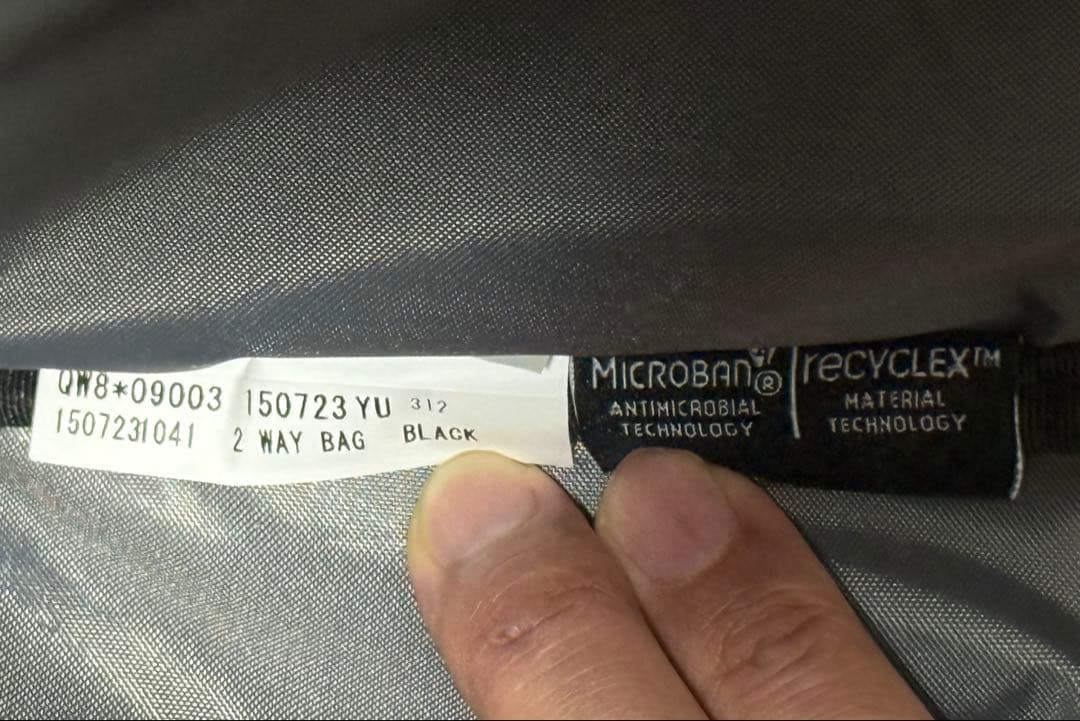 QW8*09003 150723 YU 312
1507231041 2 WAY BAG BLACK
MICROBAN®
ANTIMICROBIAL
TECHNOLOGY
RECYCLEX™
MATERIAL
TECHNOLOGY